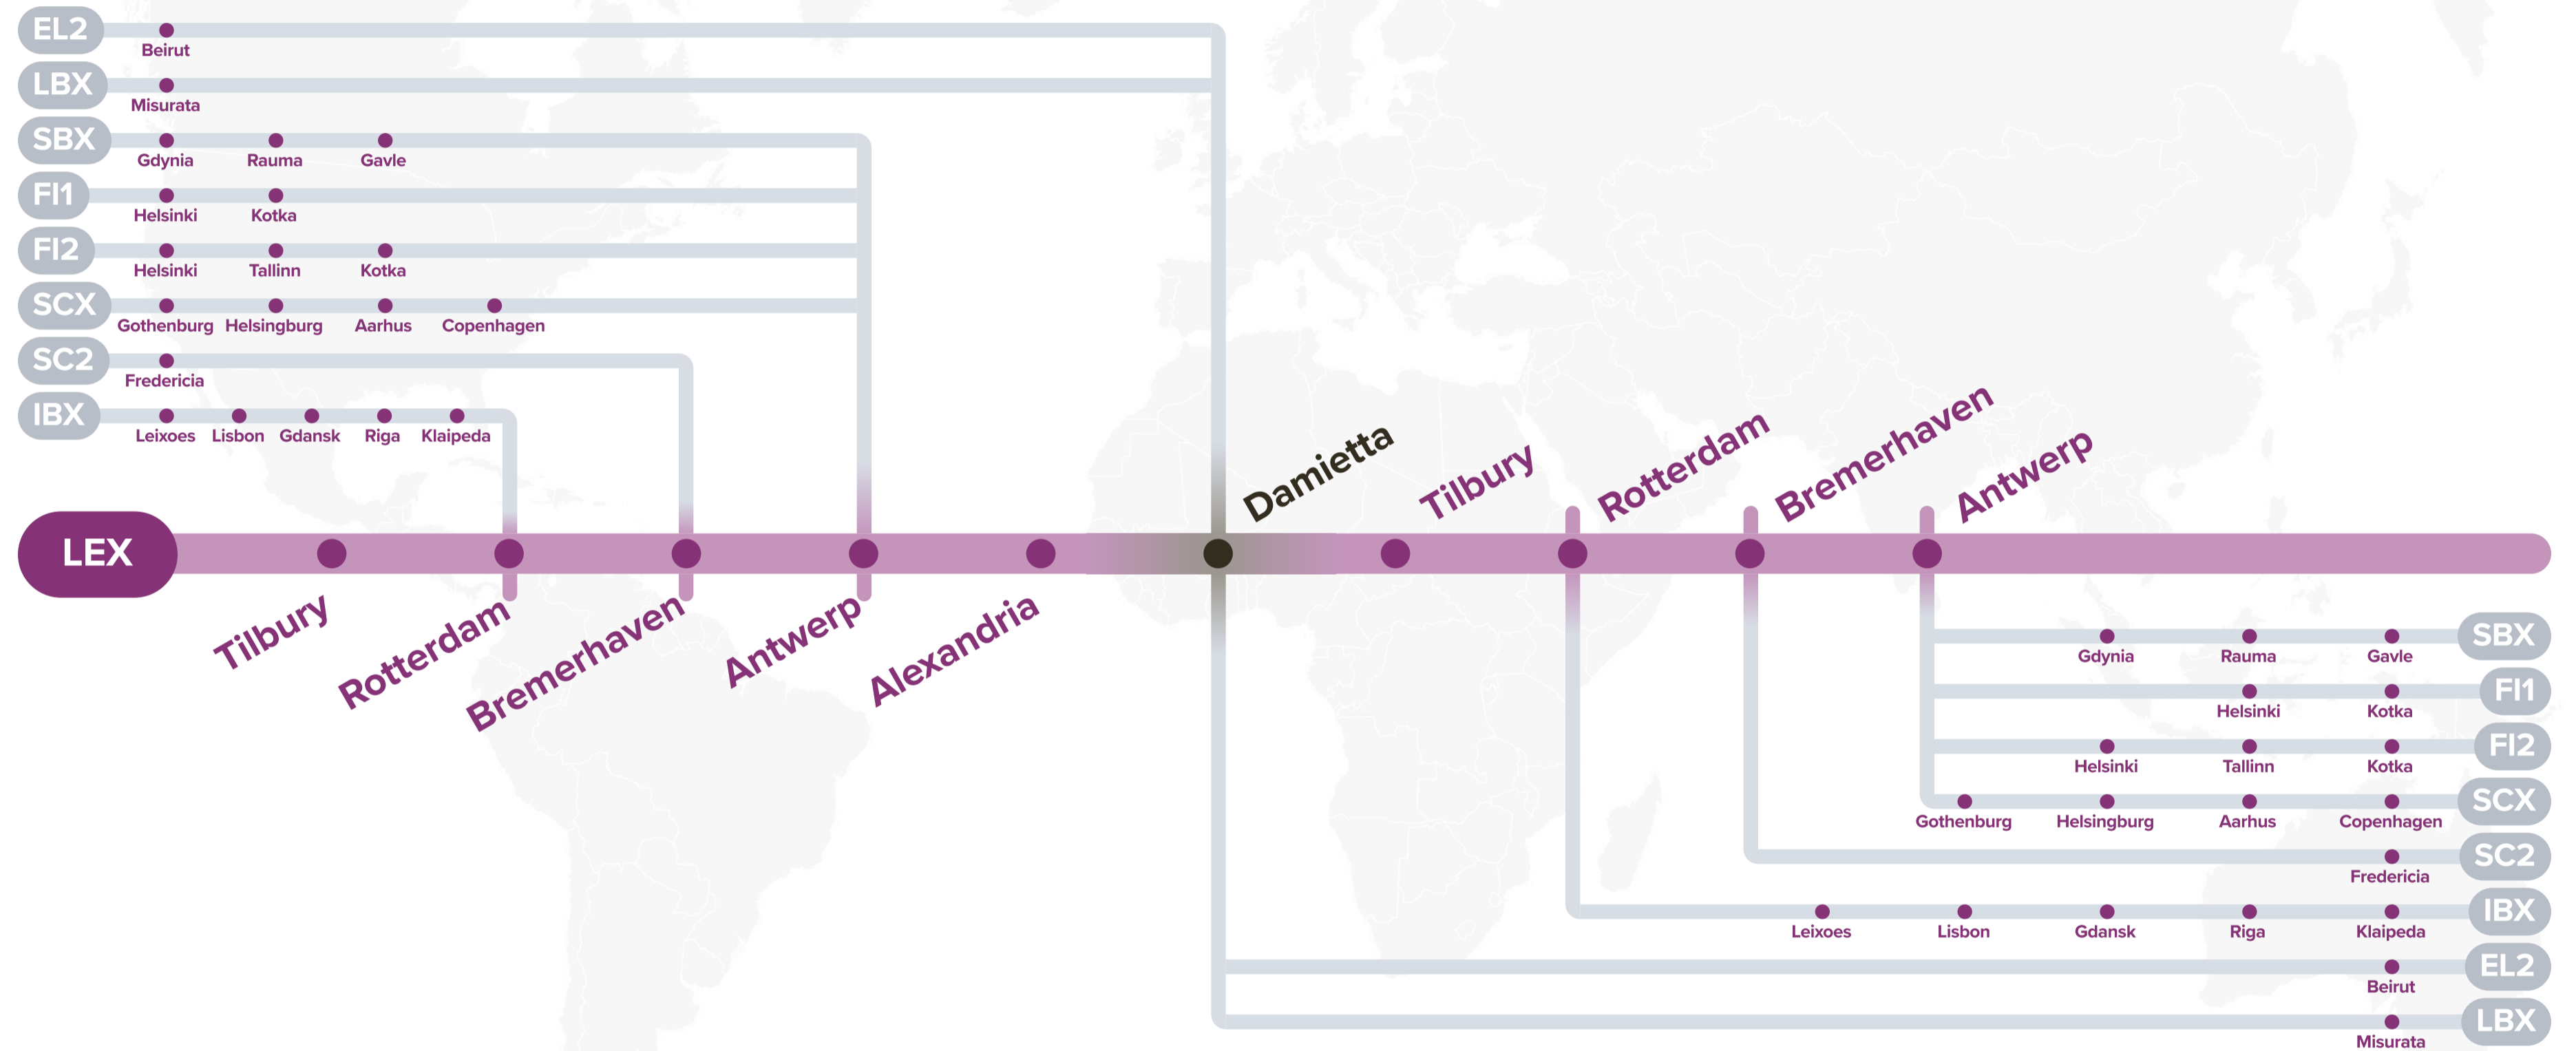 EL2
Beirut
LBX
Misurata
SBX
Gdynia Rauma Gavle
FI1
Helsinki Kotka
FI2
Helsinki Tallinn Kotka
SCX
Gothenburg Helsingburg Aarhus Copenhagen
SC2
Fredericia
IBX
Leixoes Lisbon Gdansk Riga Klaipeda
LEX
Tilbury
Rotterdam
Bremerhaven
Antwerp
Alexandria
Damietta
Tilbury
Rotterdam
Bremerhaven
Antwerp
SBX
Gdynia Rauma Gavle
FI1
Helsinki Kotka
FI2
Helsinki Tallinn Kotka
SCX
Gothenburg Helsingburg Aarhus Copenhagen
SC2
Fredericia
IBX
Leixoes Lisbon Gdansk Riga Klaipeda
EL2
Beirut
LBX
Misurata